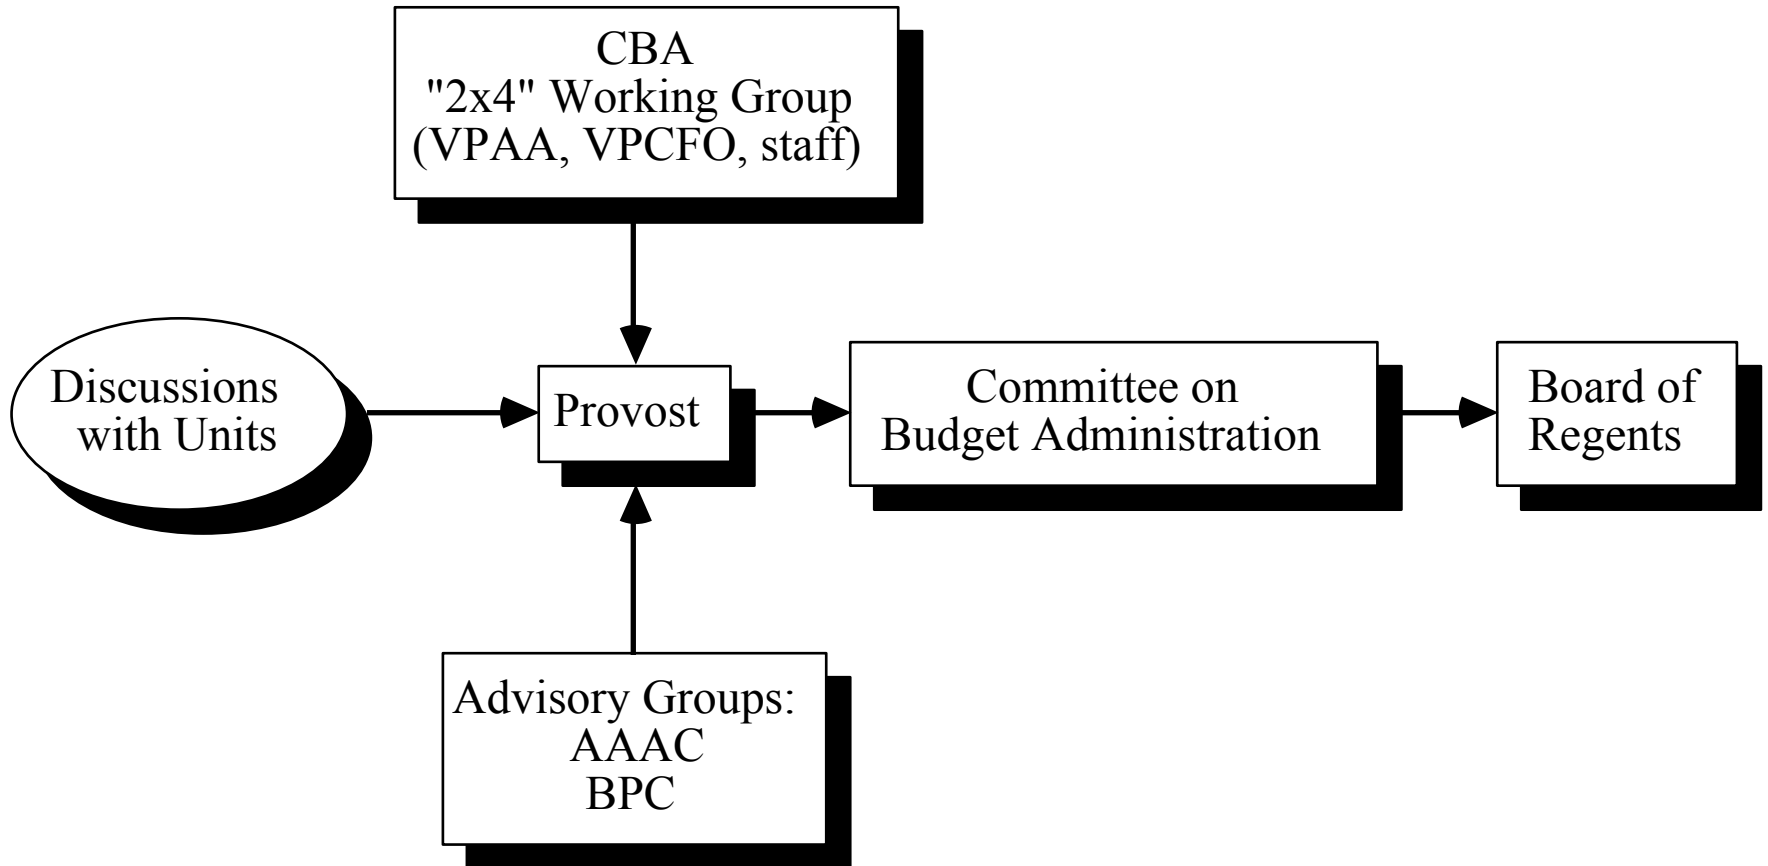 CBA
"2x4" Working Group
(VPAA, VPCFO, staff)
Discussions
with Units
Provost
Committee on
Budget Administration
Board of
Regents
Advisory Groups:
AAAC
BPC